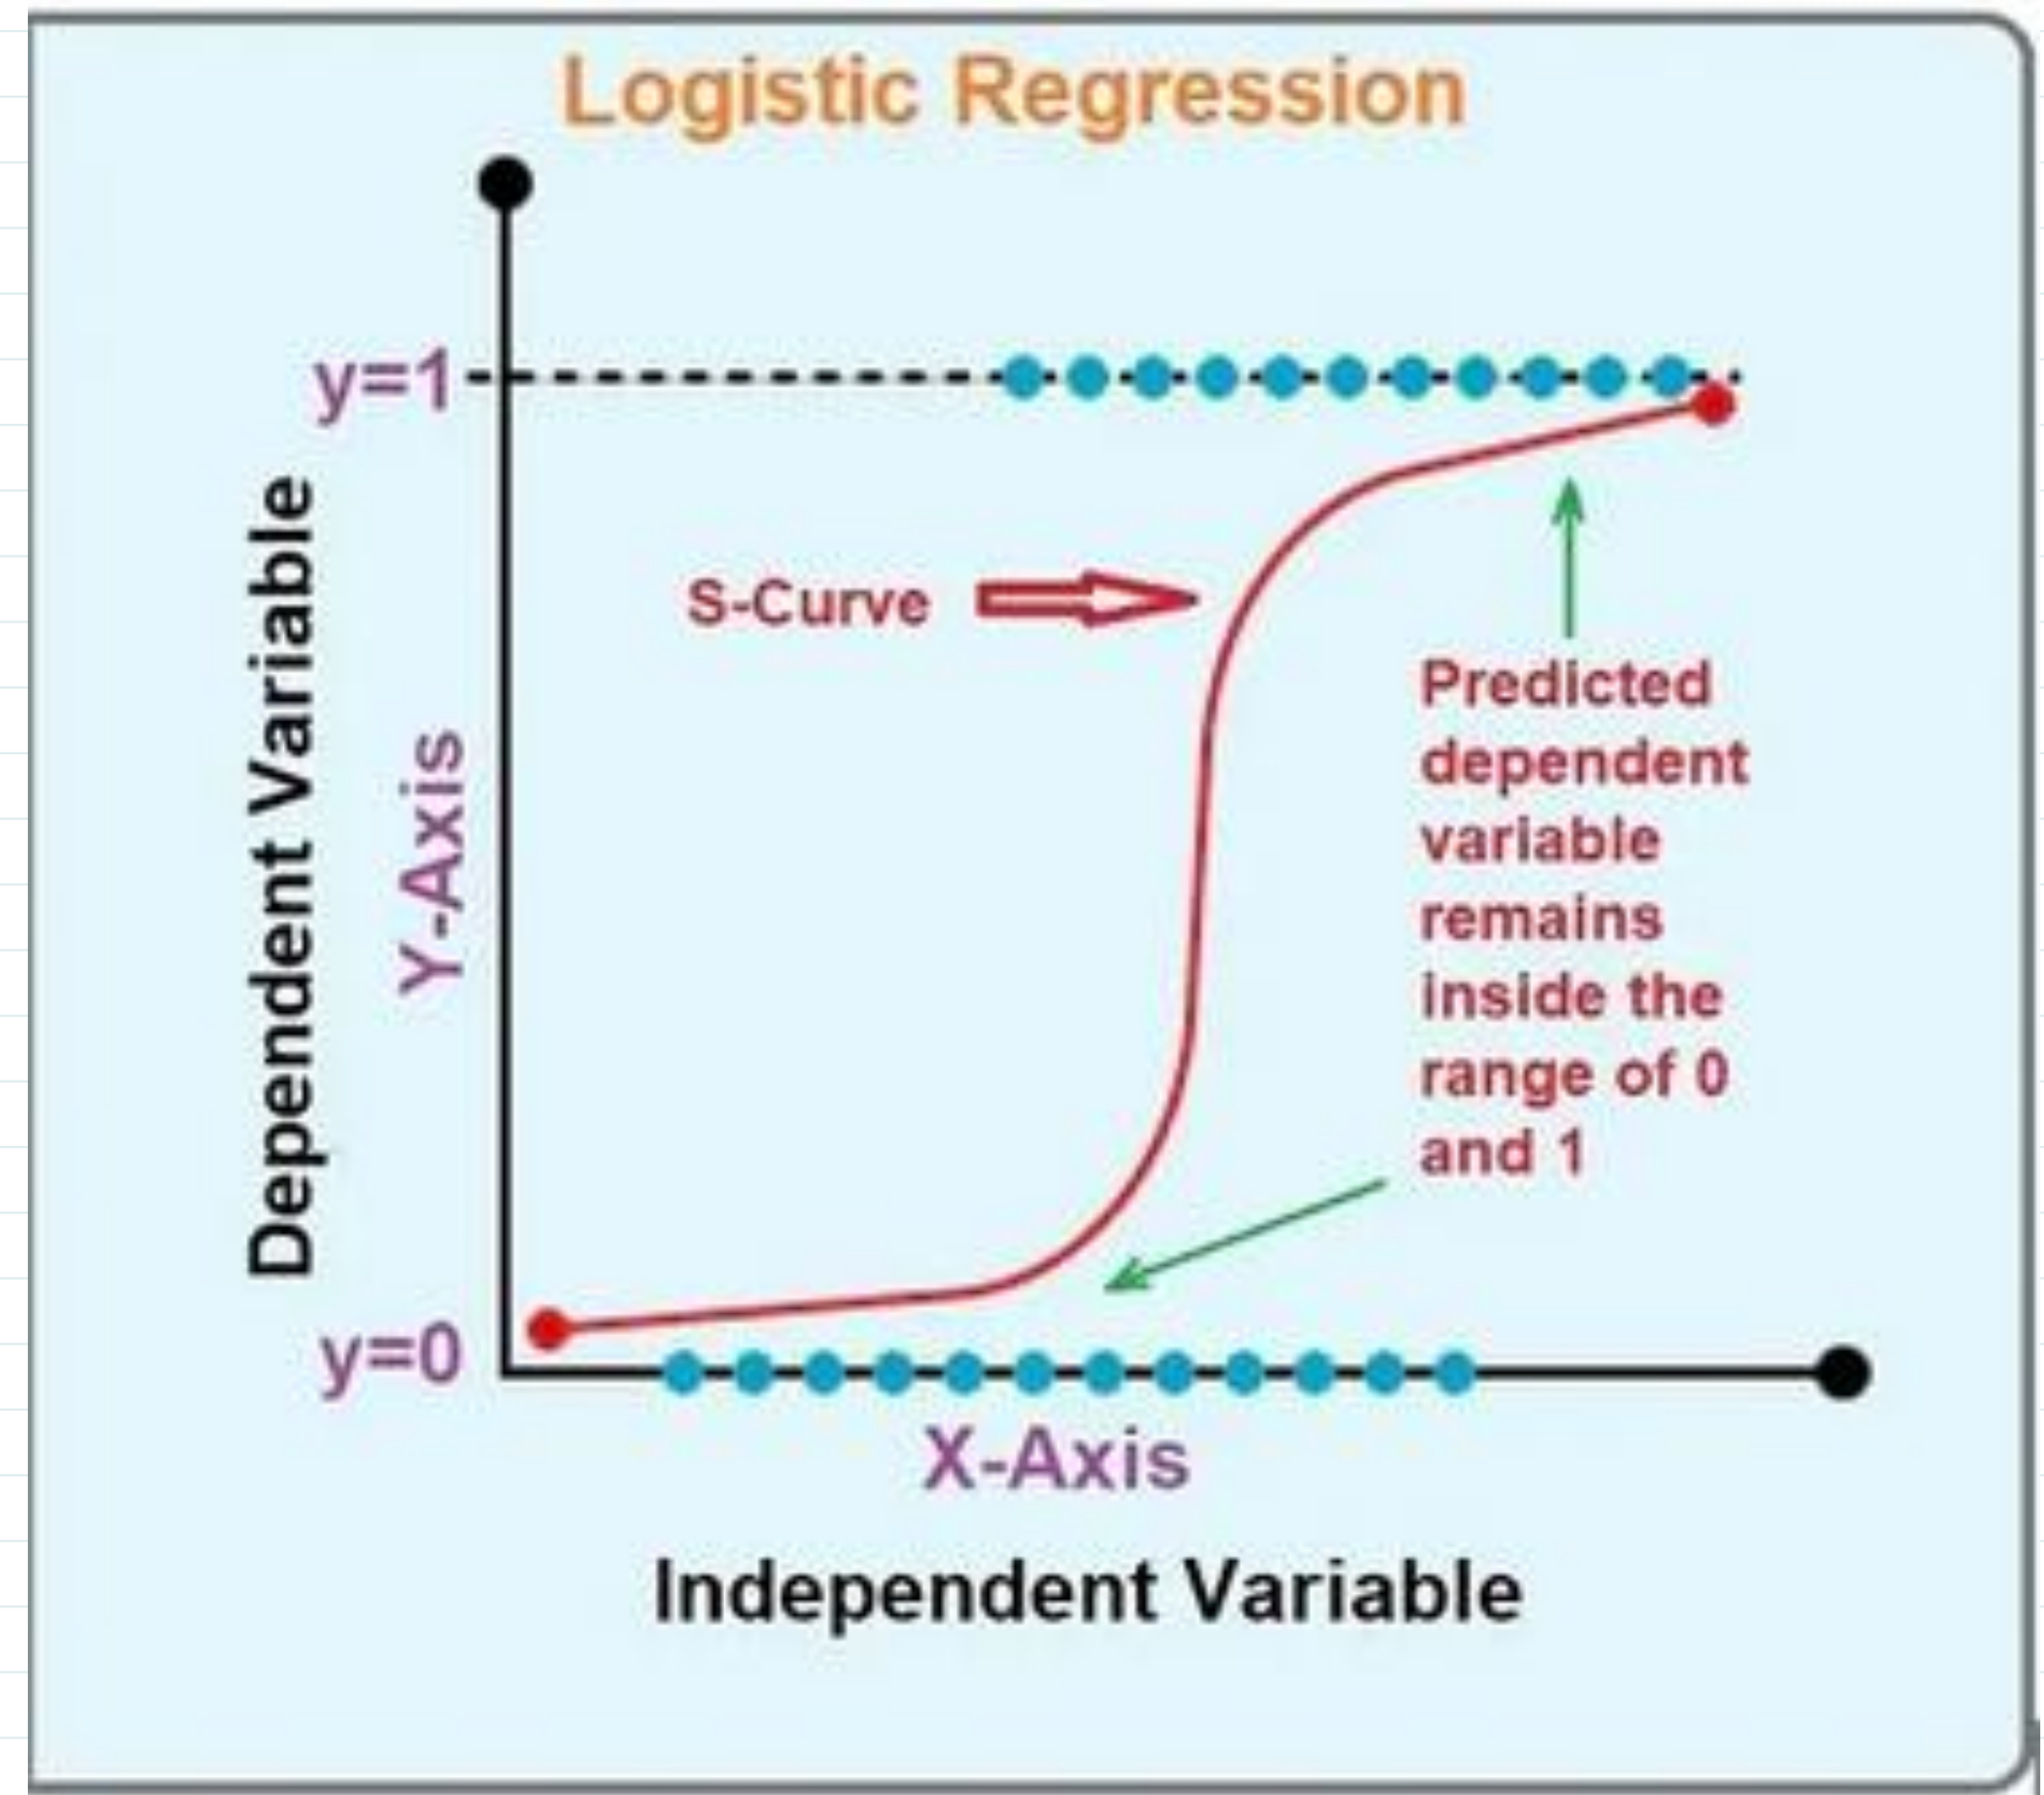 Logistic Regression
y=1
Dependent Variable
Y-Axis
S-Curve
Predicted
dependent
variable
remains
inside the
range of 0
and 1
y=0
X-Axis
Independent Variable